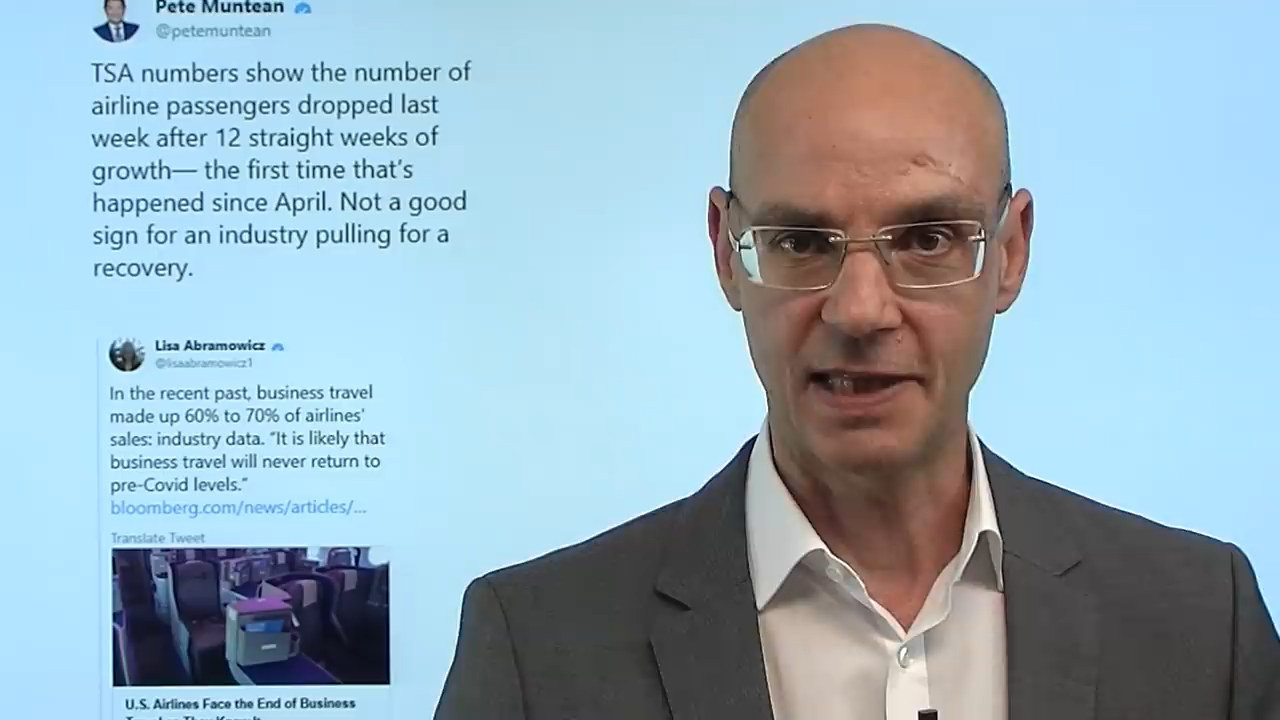 Pete Muntean
@petemuntean
TSA numbers show the number of
airline passengers dropped last
week after 12 straight weeks of
growth— the first time that's
happened since April. Not a good
sign for an industry pulling for a
recovery.
Lisa Abramowicz
@lisaabramowicz1
In the recent past, business travel
made up 60% to 70% of airlines'
sales: industry data. "It is likely that
business travel will never return to
pre-Covid levels."
bloomberg.com/news/articles/...
Translate Tweet
U.S. Airlines Face the End of Business